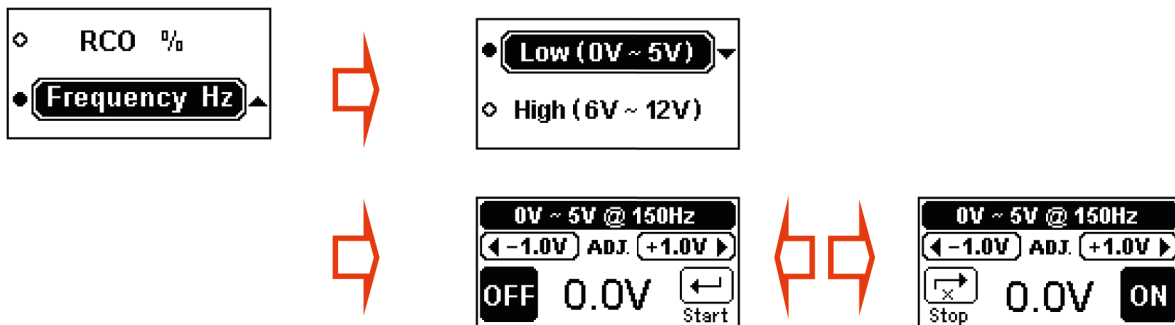 RCO %
Frequency Hz
Low (0V ~ 5V)
High (6V ~ 12V)
0V ~ 5V @ 150Hz
-1.0V ADJ. +1.0V
OFF 0.0V Start
0V ~ 5V @ 150Hz
-1.0V ADJ. +1.0V
x Stop 0.0V ON